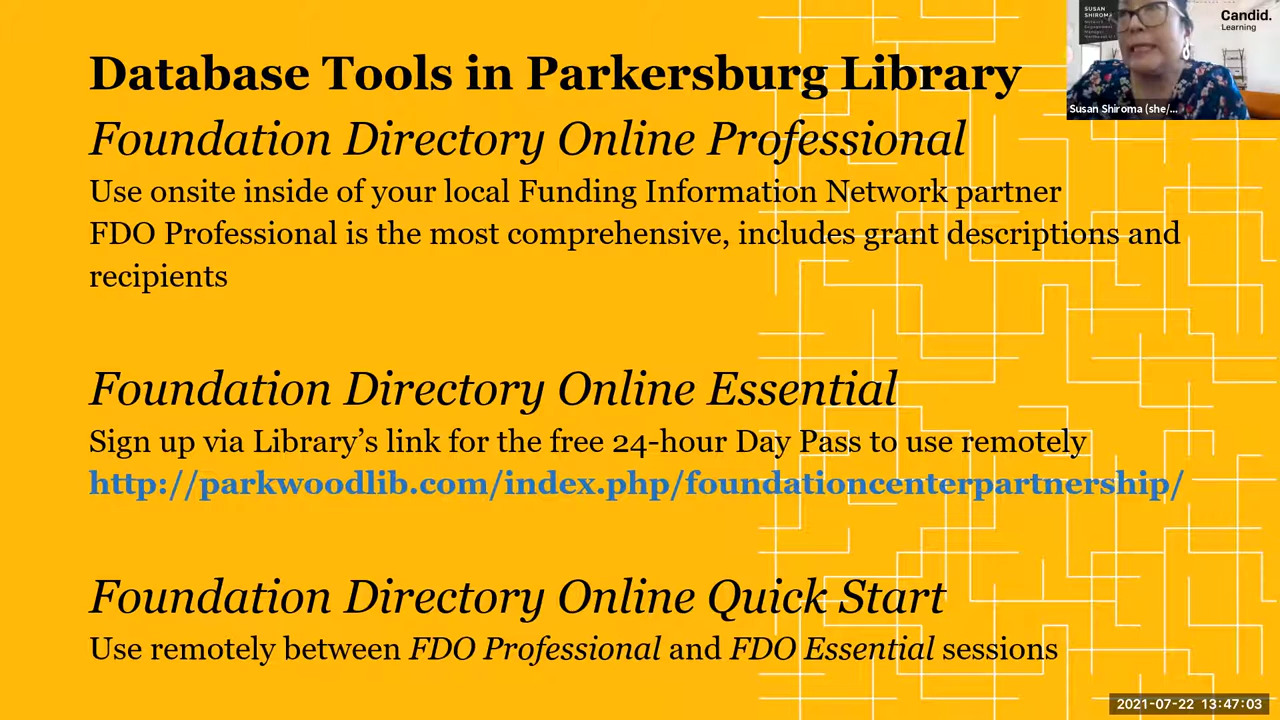 Database Tools in Parkersburg Library
Foundation Directory Online Professional
Use onsite inside of your local Funding Information Network partner
FDO Professional is the most comprehensive, includes grant descriptions and
recipients
Foundation Directory Online Essential
Sign up via Library’s link for the free 24-hour Day Pass to use remotely
http://parkwoodlib.com/index.php/foundationcenterpartnership/
Foundation Directory Online Quick Start
Use remotely between FDO Professional and FDO Essential sessions
SUSAN
SHIROMA
Candid.
Learning
Susan Shiroma (she/...
2021-07-22 13:47:03